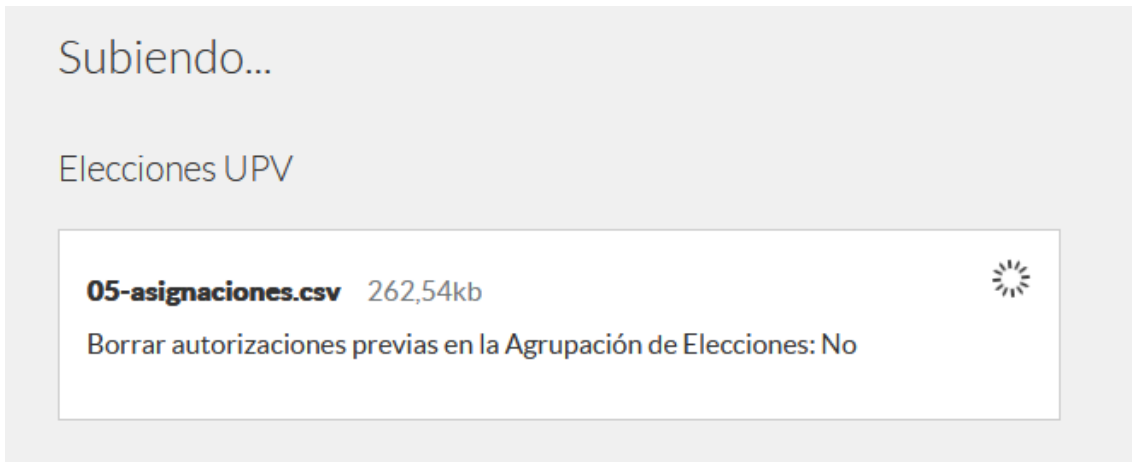 Subiendo...
Elecciones UPV
05-asignaciones.csv 262,54kb
Borrar autorizaciones previas en la Agrupación de Elecciones: No